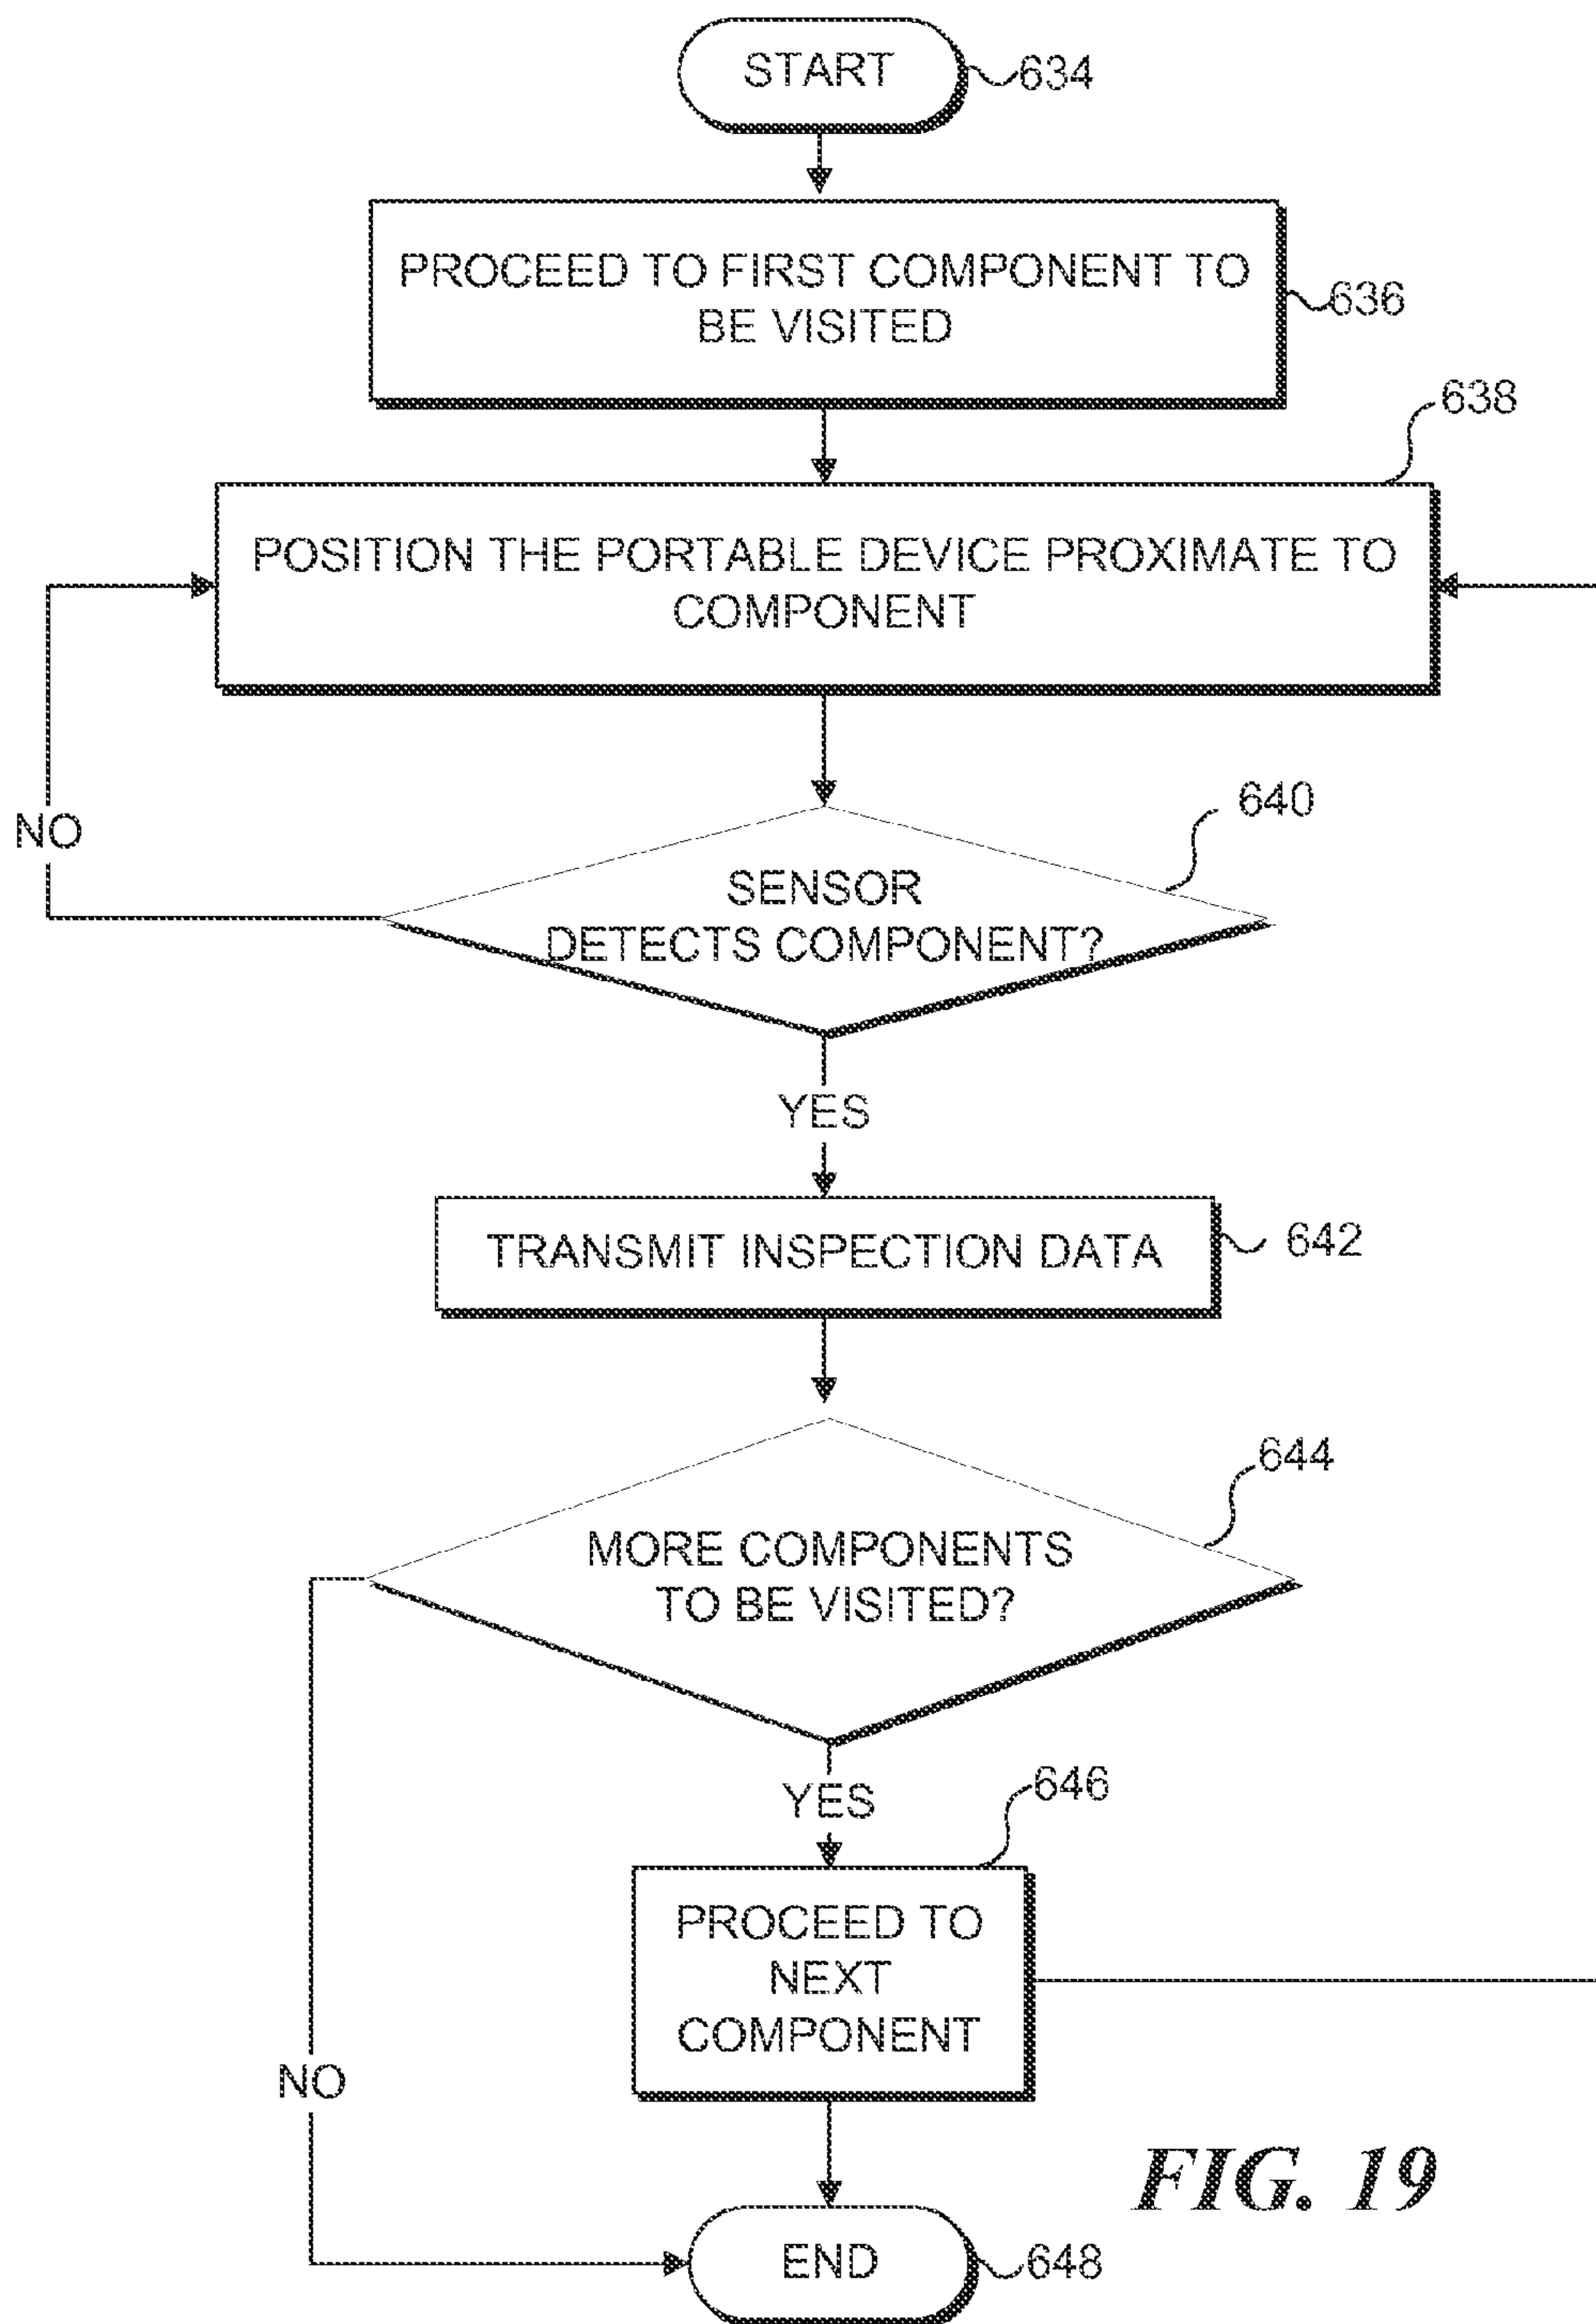 START
634
PROCEED TO FIRST COMPONENT TO
BE VISITED
636
638
POSITION THE PORTABLE DEVICE PROXIMATE TO
COMPONENT
640
NO
SENSOR
DETECTS COMPONENT?
YES
TRANSMIT INSPECTION DATA
642
644
MORE COMPONENTS
TO BE VISITED?
YES
646
PROCEED TO
NEXT
COMPONENT
NO
FIG. 19
END
648